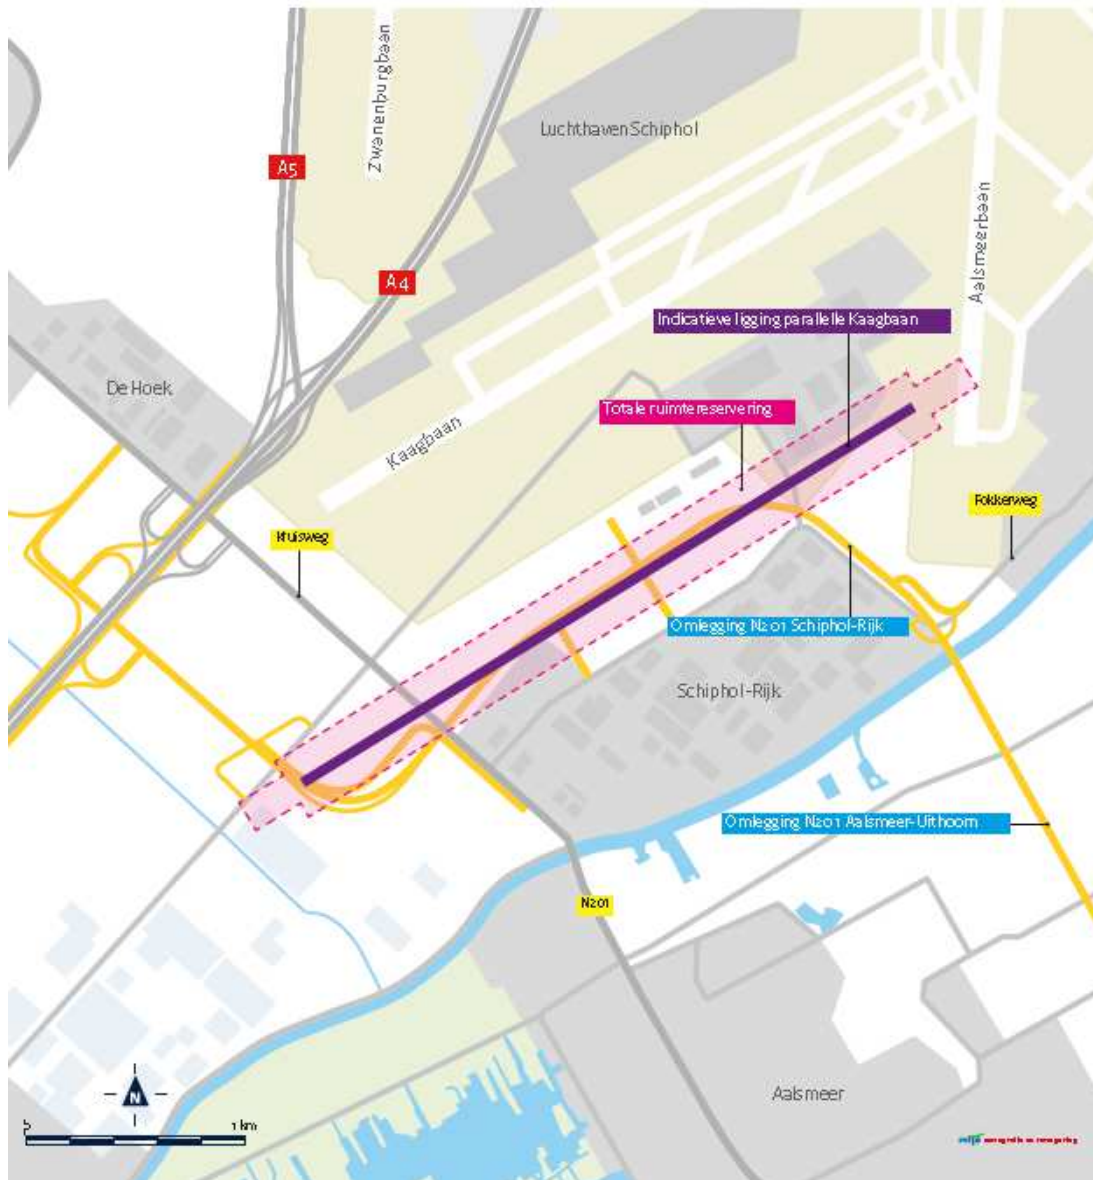 Zwanenburgbaan
Luchthaven Schiphol
A5
Aalsmeerbaan
A4
Indicatieve ligging parallelle Kaagbaan
De Hoek
Totale ruimtereservering
Kaagbaan
Fokkerweg
Kruisweg
Omlegging N201 Schiphol-Rijk
Schiphol-Rijk
Omlegging N201 Aalsmeer-Uithoorn
N201
Aalsmeer
N
1 km